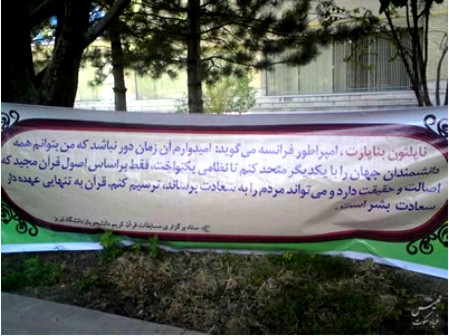 ناپلئون بناپارت، امپراطور فرانسه می‌گوید: امیدوارم آن زمان دور نباشد که من بتوانم همه
دانشمندان جهان را با یکدیگر متحد کنم تا نظامی یکنواخت، فقط براساس اصول قرآن مجید که
اصالت و حقیقت دارد و می‌تواند مردم را به سعادت برساند، ترسیم کنم. قرآن به تنهایی عهده دار
سعادت بشر است.
ستاد برگزاری مسابقات قرآن کریم دانشجویان دانشگاه تبریز